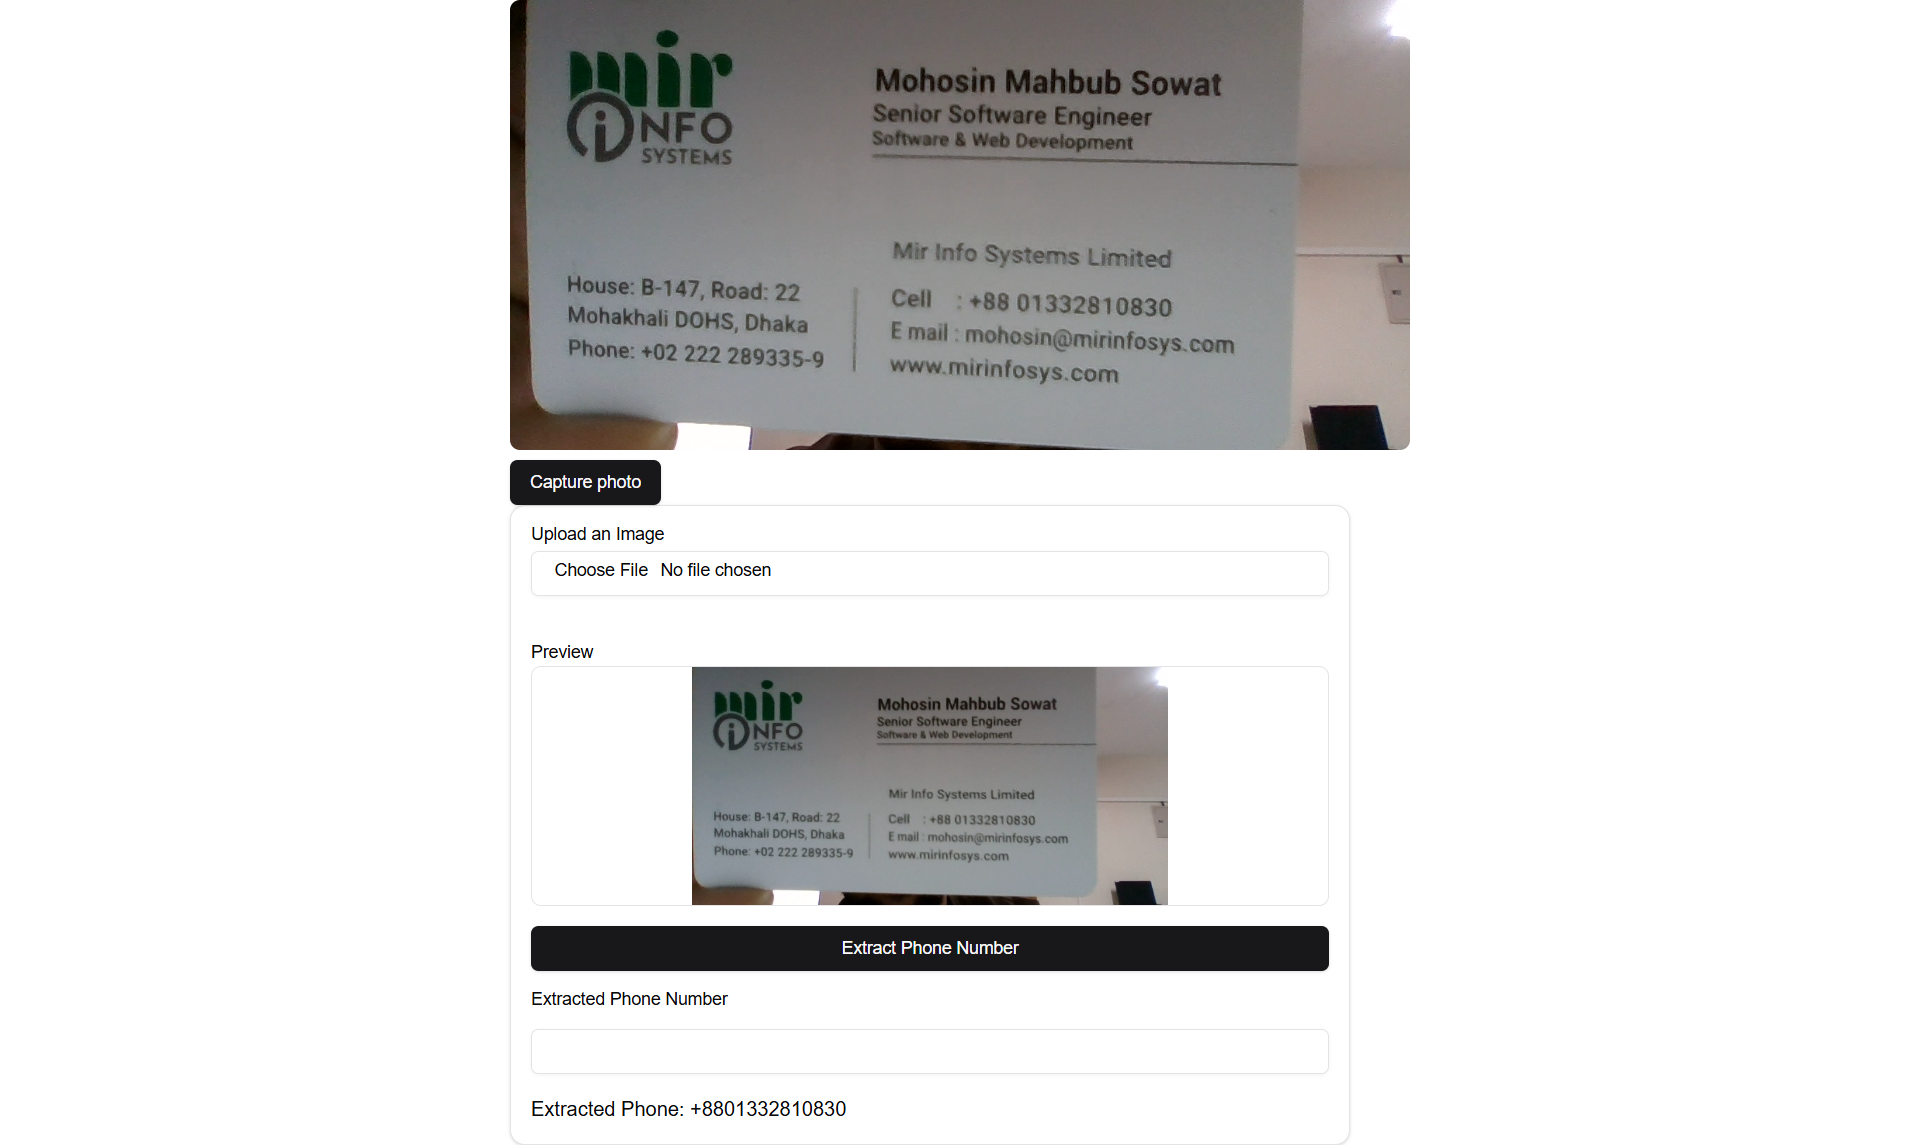 mir
iNFO
SYSTEMS
Mohosin Mahbub Sowat
Senior Software Engineer
Software & Web Development
House: B-147, Road: 22
Mohakhali DOHS, Dhaka
Phone: +02 222 289335-9
Mir Info Systems Limited
Cell : +88 01332810830
E mail : mohosin@mirinfosys.com
www.mirinfosys.com
Capture photo
Upload an Image
Choose File No file chosen
Preview
mir
iNFO
SYSTEMS
Mohosin Mahbub Sowat
Senior Software Engineer
Software & Web Development
House: B-147, Road: 22
Mohakhali DOHS, Dhaka
Phone: +02 222 289335-9
Mir Info Systems Limited
Cell : +88 01332810830
E mail : mohosin@mirinfosys.com
www.mirinfosys.com
Extract Phone Number
Extracted Phone Number
Extracted Phone: +8801332810830